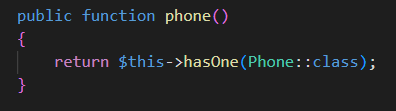 public function phone()
{
    return $this->hasOne(Phone::class);
}